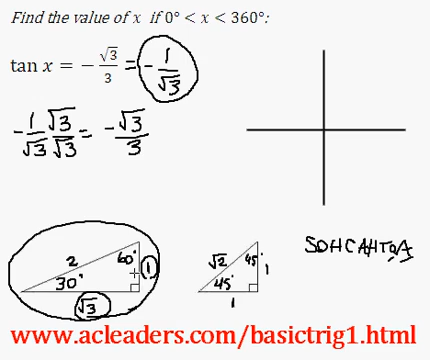 Find the value of x if 0° < x < 360°:
tan x = - √3/3 = - 1/√3
- 1/√3 √3/√3 = -√3/3
2 60° 1 30° √3
√2 45° 1 45° 1
SOHCAHTOA
www.acleaders.com/basictrig1.html